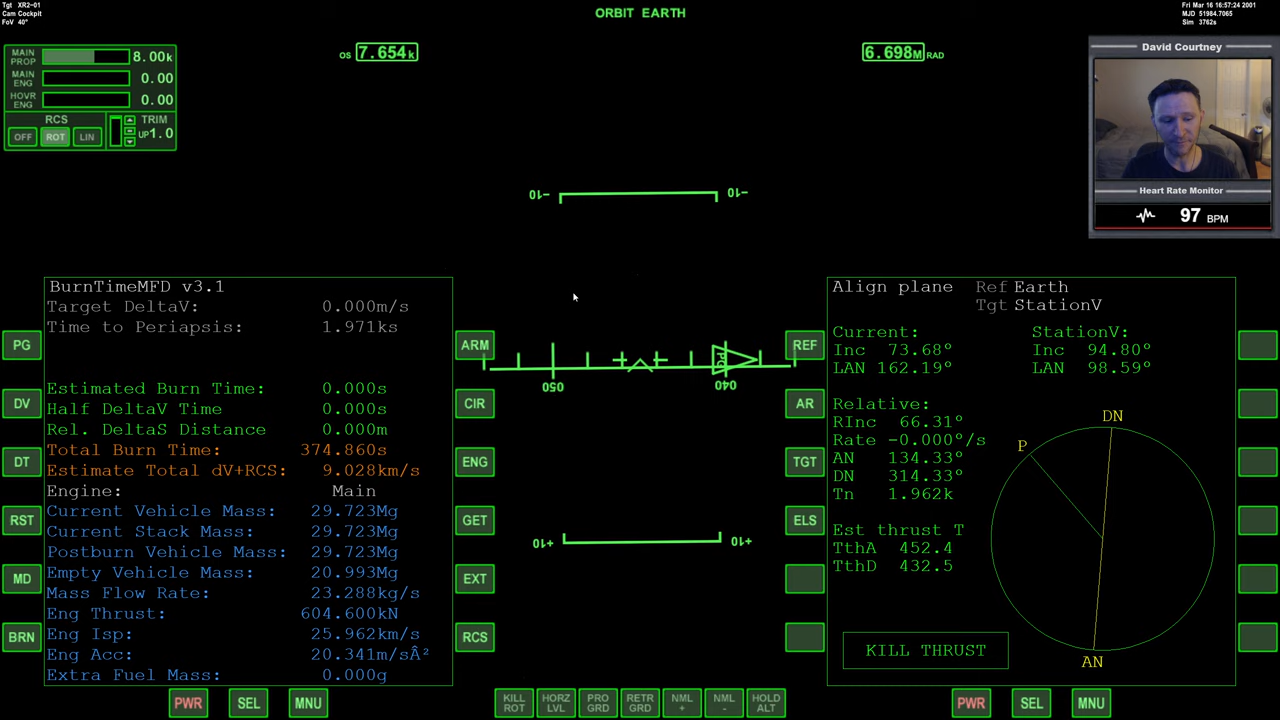 Tgt XR2-01
Cam Cockpit
FoV 40°
ORBIT EARTH
Fri Mar 16 16:57:24 2001
MJD 51984.7065
Sim 3762s
OS 7.654k
6.698M RAD
MAIN PROP 8.00k
MAIN ENG 0.00
HOVR ENG 0.00
RCS
TRIM
OFF ROT LIN
UP 1.0
David Courtney
Heart Rate Monitor
97 BPM
10- 10-
050 040
PG
10+ 10+
BurnTimeMFD v3.1
Target DeltaV: 0.000m/s
Time to Periapsis: 1.971ks
Estimated Burn Time: 0.000s
Half DeltaV Time 0.000s
Rel. DeltaS Distance 0.000m
Total Burn Time: 374.860s
Estimate Total dV+RCS: 9.028km/s
Engine: Main
Current Vehicle Mass: 29.723Mg
Current Stack Mass: 29.723Mg
Postburn Vehicle Mass: 29.723Mg
Empty Vehicle Mass: 20.993Mg
Mass Flow Rate: 23.288kg/s
Eng Thrust: 604.600kN
Eng Isp: 25.962km/s
Eng Acc: 20.341m/sÂ²
Extra Fuel Mass: 0.000g
PG
DV
DT
RST
MD
BRN
ARM
CIR
ENG
GET
EXT
RCS
PWR SEL MNU
KILL ROT
HORZ LVL
PRO GRD
RETR GRD
NML +
NML -
HOLD ALT
REF
AR
TGT
ELS
Align plane Ref Earth
Tgt StationV
Current: StationV:
Inc 73.68° Inc 94.80°
LAN 162.19° LAN 98.59°
Relative:
RInc 66.31°
Rate -0.000°/s
AN 134.33°
DN 314.33°
Tn 1.962k
Est thrust T
TthA 452.4
TthD 432.5
KILL THRUST
DN
P
AN
PWR SEL MNU